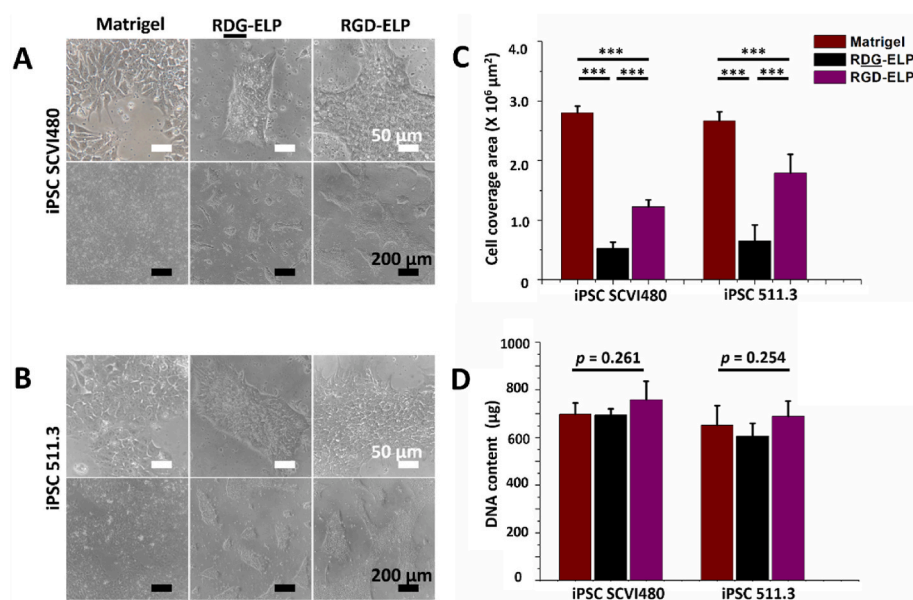 Matrigel RDG-ELP RGD-ELP
A
iPSC SCVI480
50 μm
200 μm
B
iPSC 511.3
50 μm
200 μm
C
Cell coverage area (X 10⁶ μm²)
4.0
3.0
2.0
1.0
0
*** ***
*** *** *** ***
Matrigel
RDG-ELP
RGD-ELP
iPSC SCVI480 iPSC 511.3
D
DNA content (μg)
1000
800
600
400
200
0
p = 0.261 p = 0.254
iPSC SCVI480 iPSC 511.3